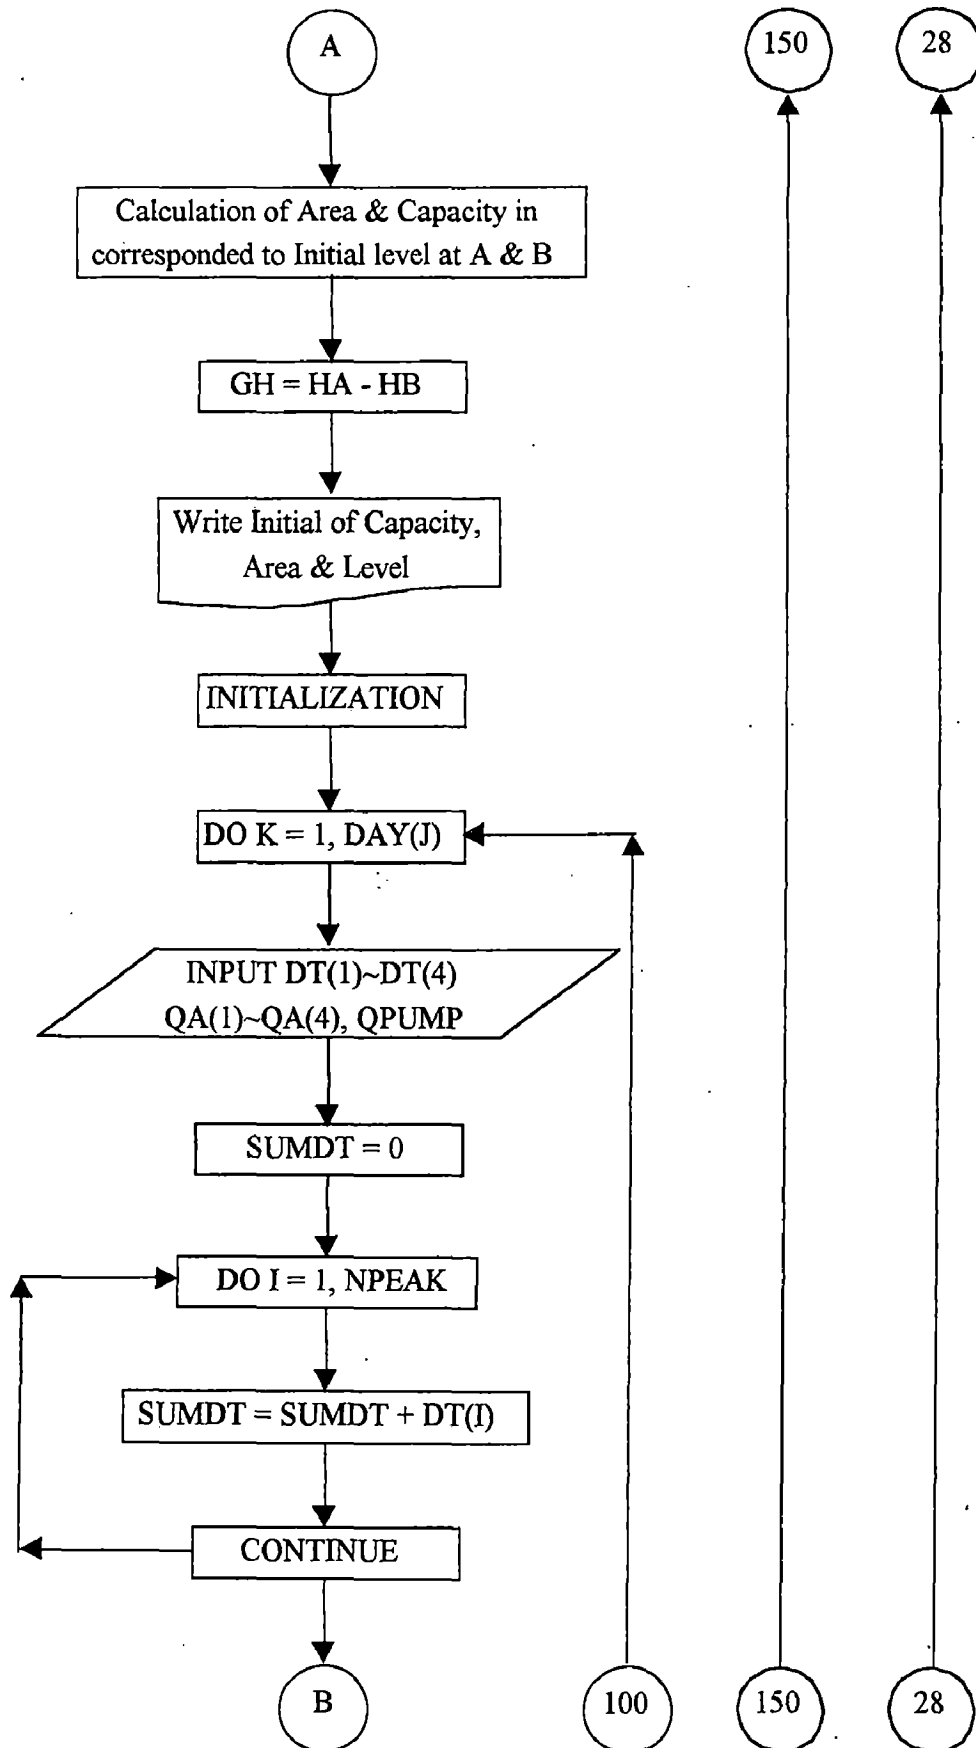 A
150
28
Calculation of Area & Capacity in
corresponded to Initial level at A & B
GH = HA - HB
Write Initial of Capacity,
Area & Level
INITIALIZATION
DO K = 1, DAY(J)
INPUT DT(1)~DT(4)
QA(1)~QA(4), QPUMP
SUMDT = 0
DO I = 1, NPEAK
SUMDT = SUMDT + DT(I)
CONTINUE
B
100
150
28